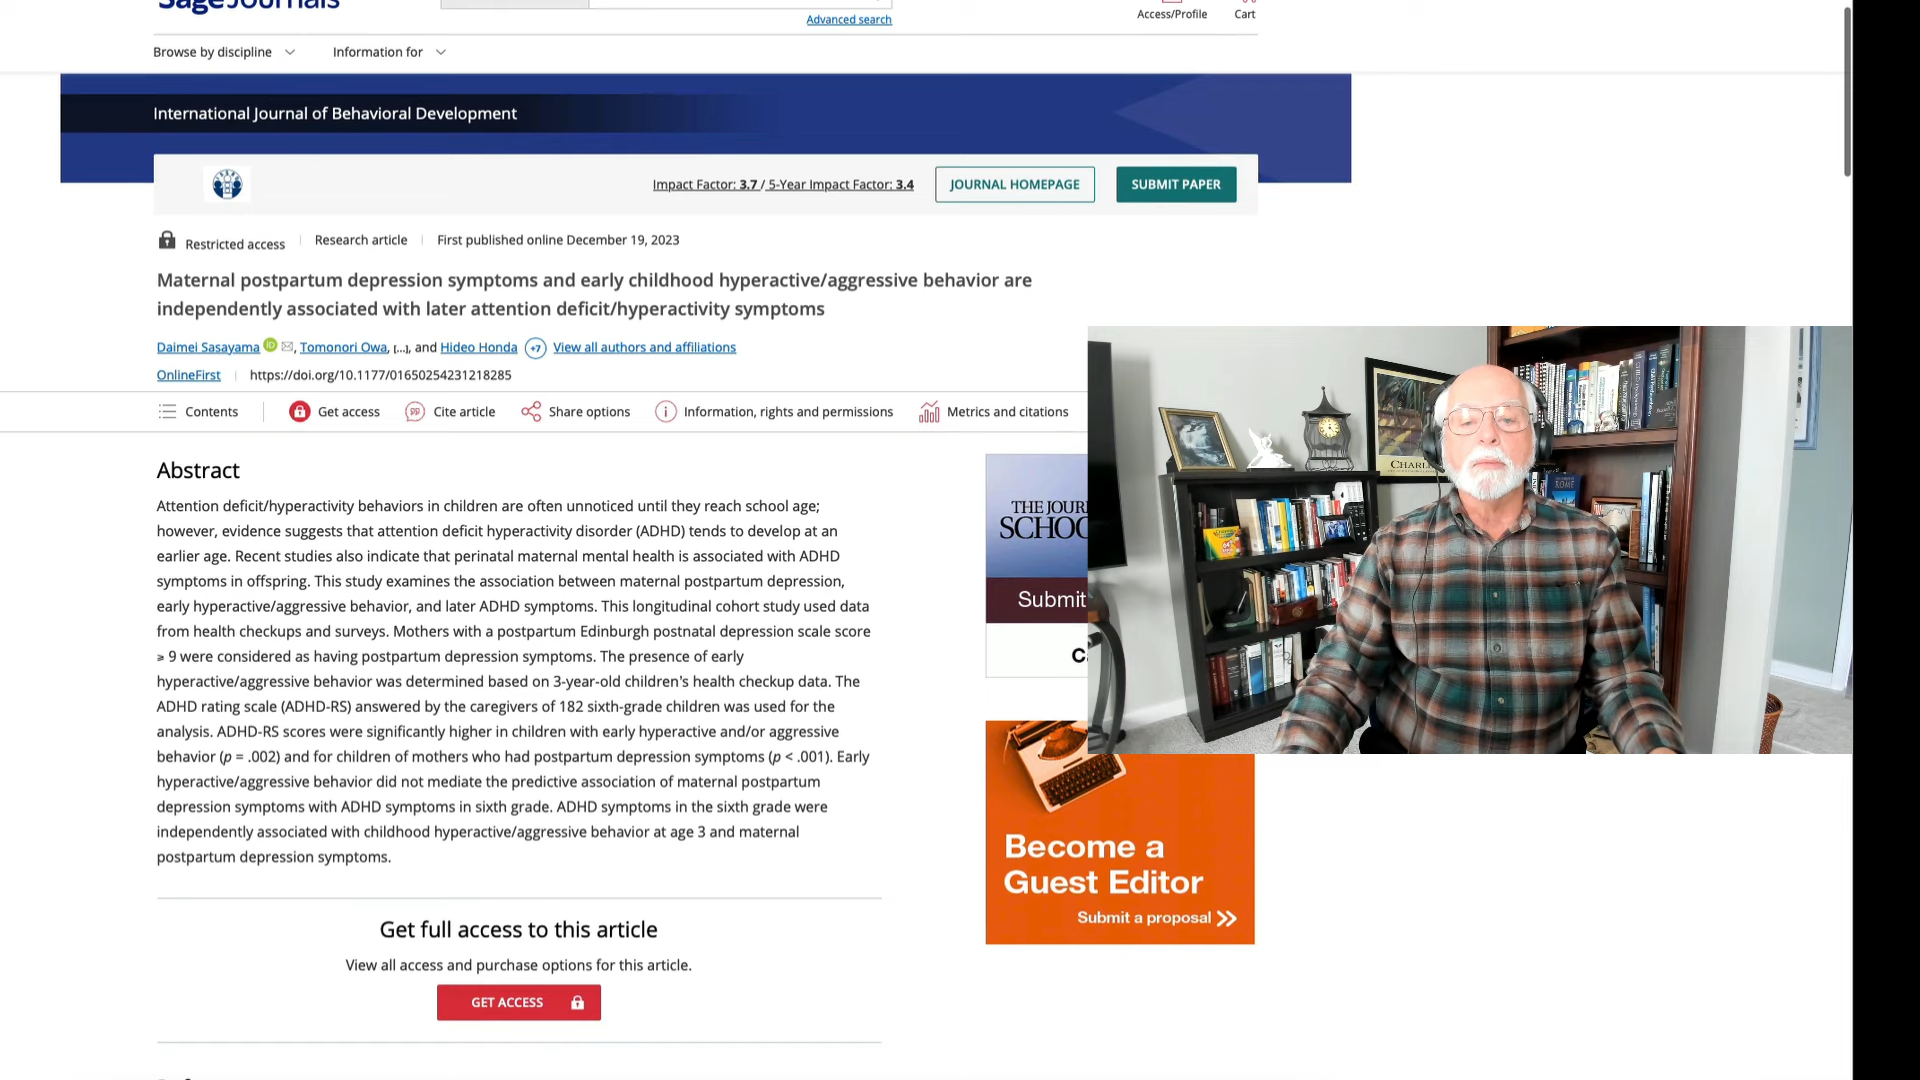 Sage Journals
Advanced search
Access/Profile
Cart
Browse by discipline
Information for
International Journal of Behavioral Development
Impact Factor: 3.7 / 5-Year Impact Factor: 3.4
JOURNAL HOMEPAGE
SUBMIT PAPER
Restricted access
Research article
First published online December 19, 2023
Maternal postpartum depression symptoms and early childhood hyperactive/aggressive behavior are
independently associated with later attention deficit/hyperactivity symptoms
Daimei Sasayama iD, Tomonori Owa, [...], and Hideo Honda +7 View all authors and affiliations
OnlineFirst
https://doi.org/10.1177/01650254231218285
Contents
Get access
Cite article
Share options
Information, rights and permissions
Metrics and citations
Abstract
Attention deficit/hyperactivity behaviors in children are often unnoticed until they reach school age;
however, evidence suggests that attention deficit hyperactivity disorder (ADHD) tends to develop at an
earlier age. Recent studies also indicate that perinatal maternal mental health is associated with ADHD
symptoms in offspring. This study examines the association between maternal postpartum depression,
early hyperactive/aggressive behavior, and later ADHD symptoms. This longitudinal cohort study used data
from health checkups and surveys. Mothers with a postpartum Edinburgh postnatal depression scale score
⩾ 9 were considered as having postpartum depression symptoms. The presence of early
hyperactive/aggressive behavior was determined based on 3-year-old children's health checkup data. The
ADHD rating scale (ADHD-RS) answered by the caregivers of 182 sixth-grade children was used for the
analysis. ADHD-RS scores were significantly higher in children with early hyperactive and/or aggressive
behavior (p = .002) and for children of mothers who had postpartum depression symptoms (p < .001). Early
hyperactive/aggressive behavior did not mediate the predictive association of maternal postpartum
depression symptoms with ADHD symptoms in sixth grade. ADHD symptoms in the sixth grade were
independently associated with childhood hyperactive/aggressive behavior at age 3 and maternal
postpartum depression symptoms.
Get full access to this article
View all access and purchase options for this article.
GET ACCESS
THE JOUR
SCHOO
Submit
CHARL
ROME
Become a
Guest Editor
Submit a proposal